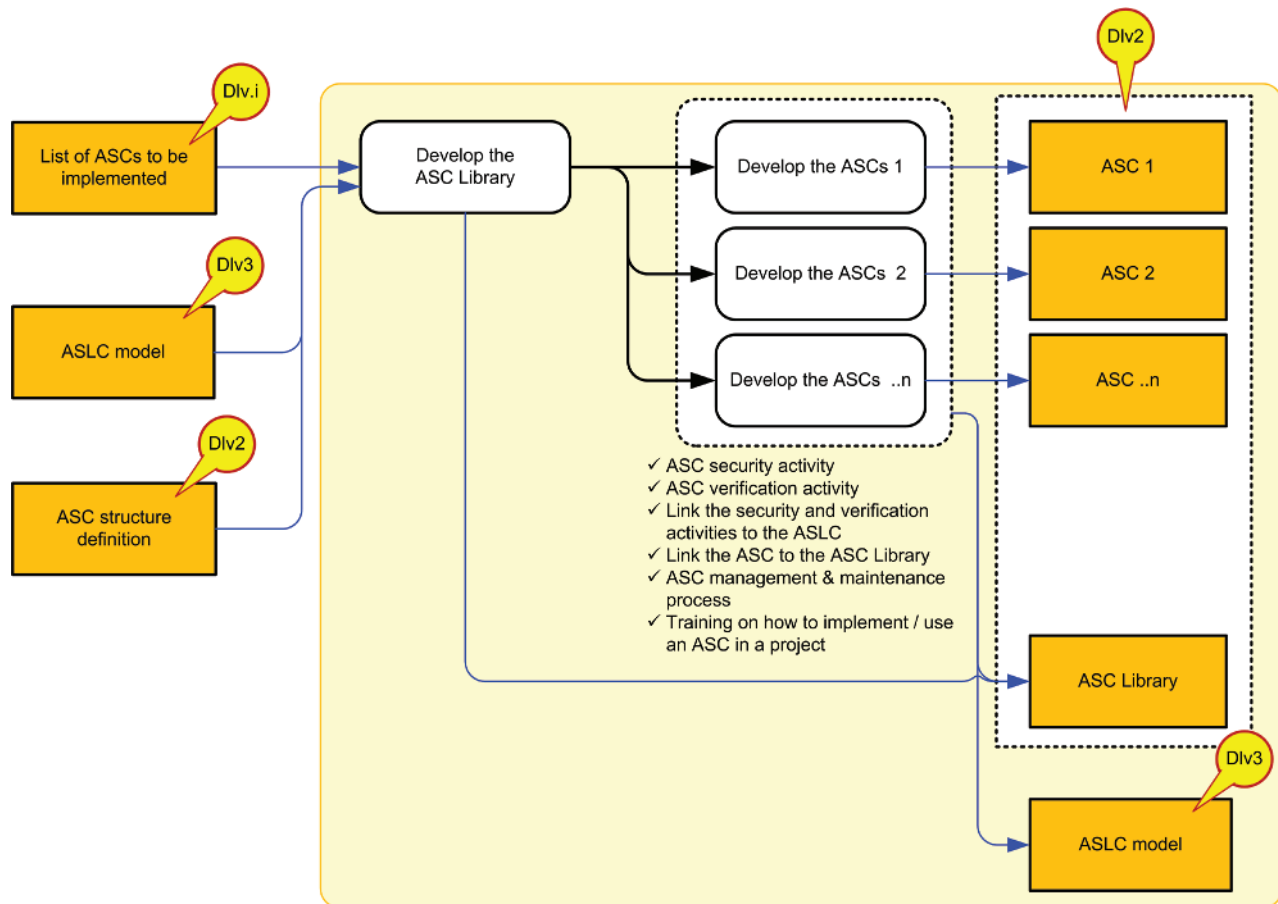 Dlv2
Dlv.i
List of ASCs to be
implemented
Develop the
ASC Library
Develop the ASCs 1
ASC 1
Dlv3
ASLC model
Develop the ASCs  2
ASC 2
Develop the ASCs  ..n
ASC ..n
Dlv2
ASC structure
definition
✓ ASC security activity
✓ ASC verification activity
✓ Link the security and verification
activities to the ASLC
✓ Link the ASC to the ASC Library
✓ ASC management & maintenance
process
✓ Training on how to implement / use
an ASC in a project
ASC Library
Dlv3
ASLC model